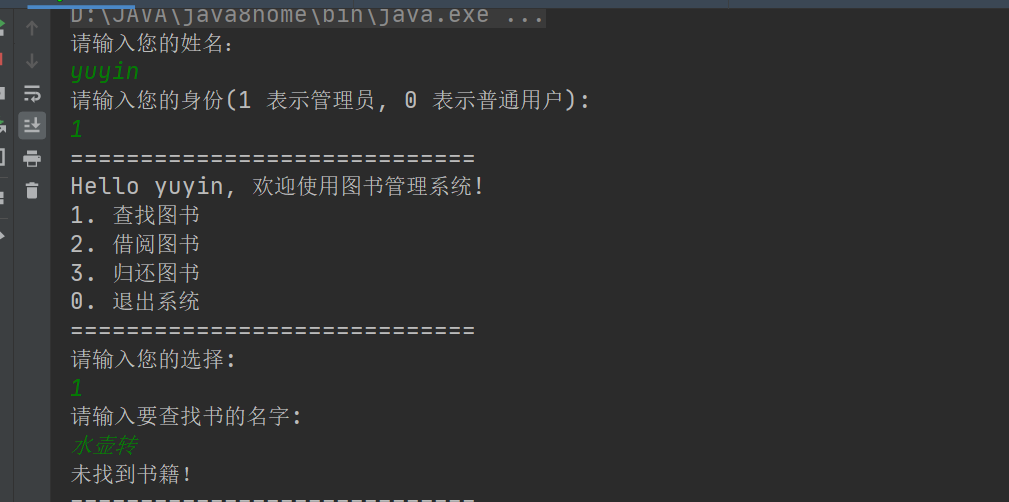 D:\JAVA\java8home\bin\java.exe ...
请输入您的姓名：
yuyin
请输入您的身份(1 表示管理员, 0 表示普通用户):
1
=============================
Hello yuyin, 欢迎使用图书管理系统!
1. 查找图书
2. 借阅图书
3. 归还图书
0. 退出系统
=============================
请输入您的选择:
1
请输入要查找书的名字:
水壶转
未找到书籍!
=============================